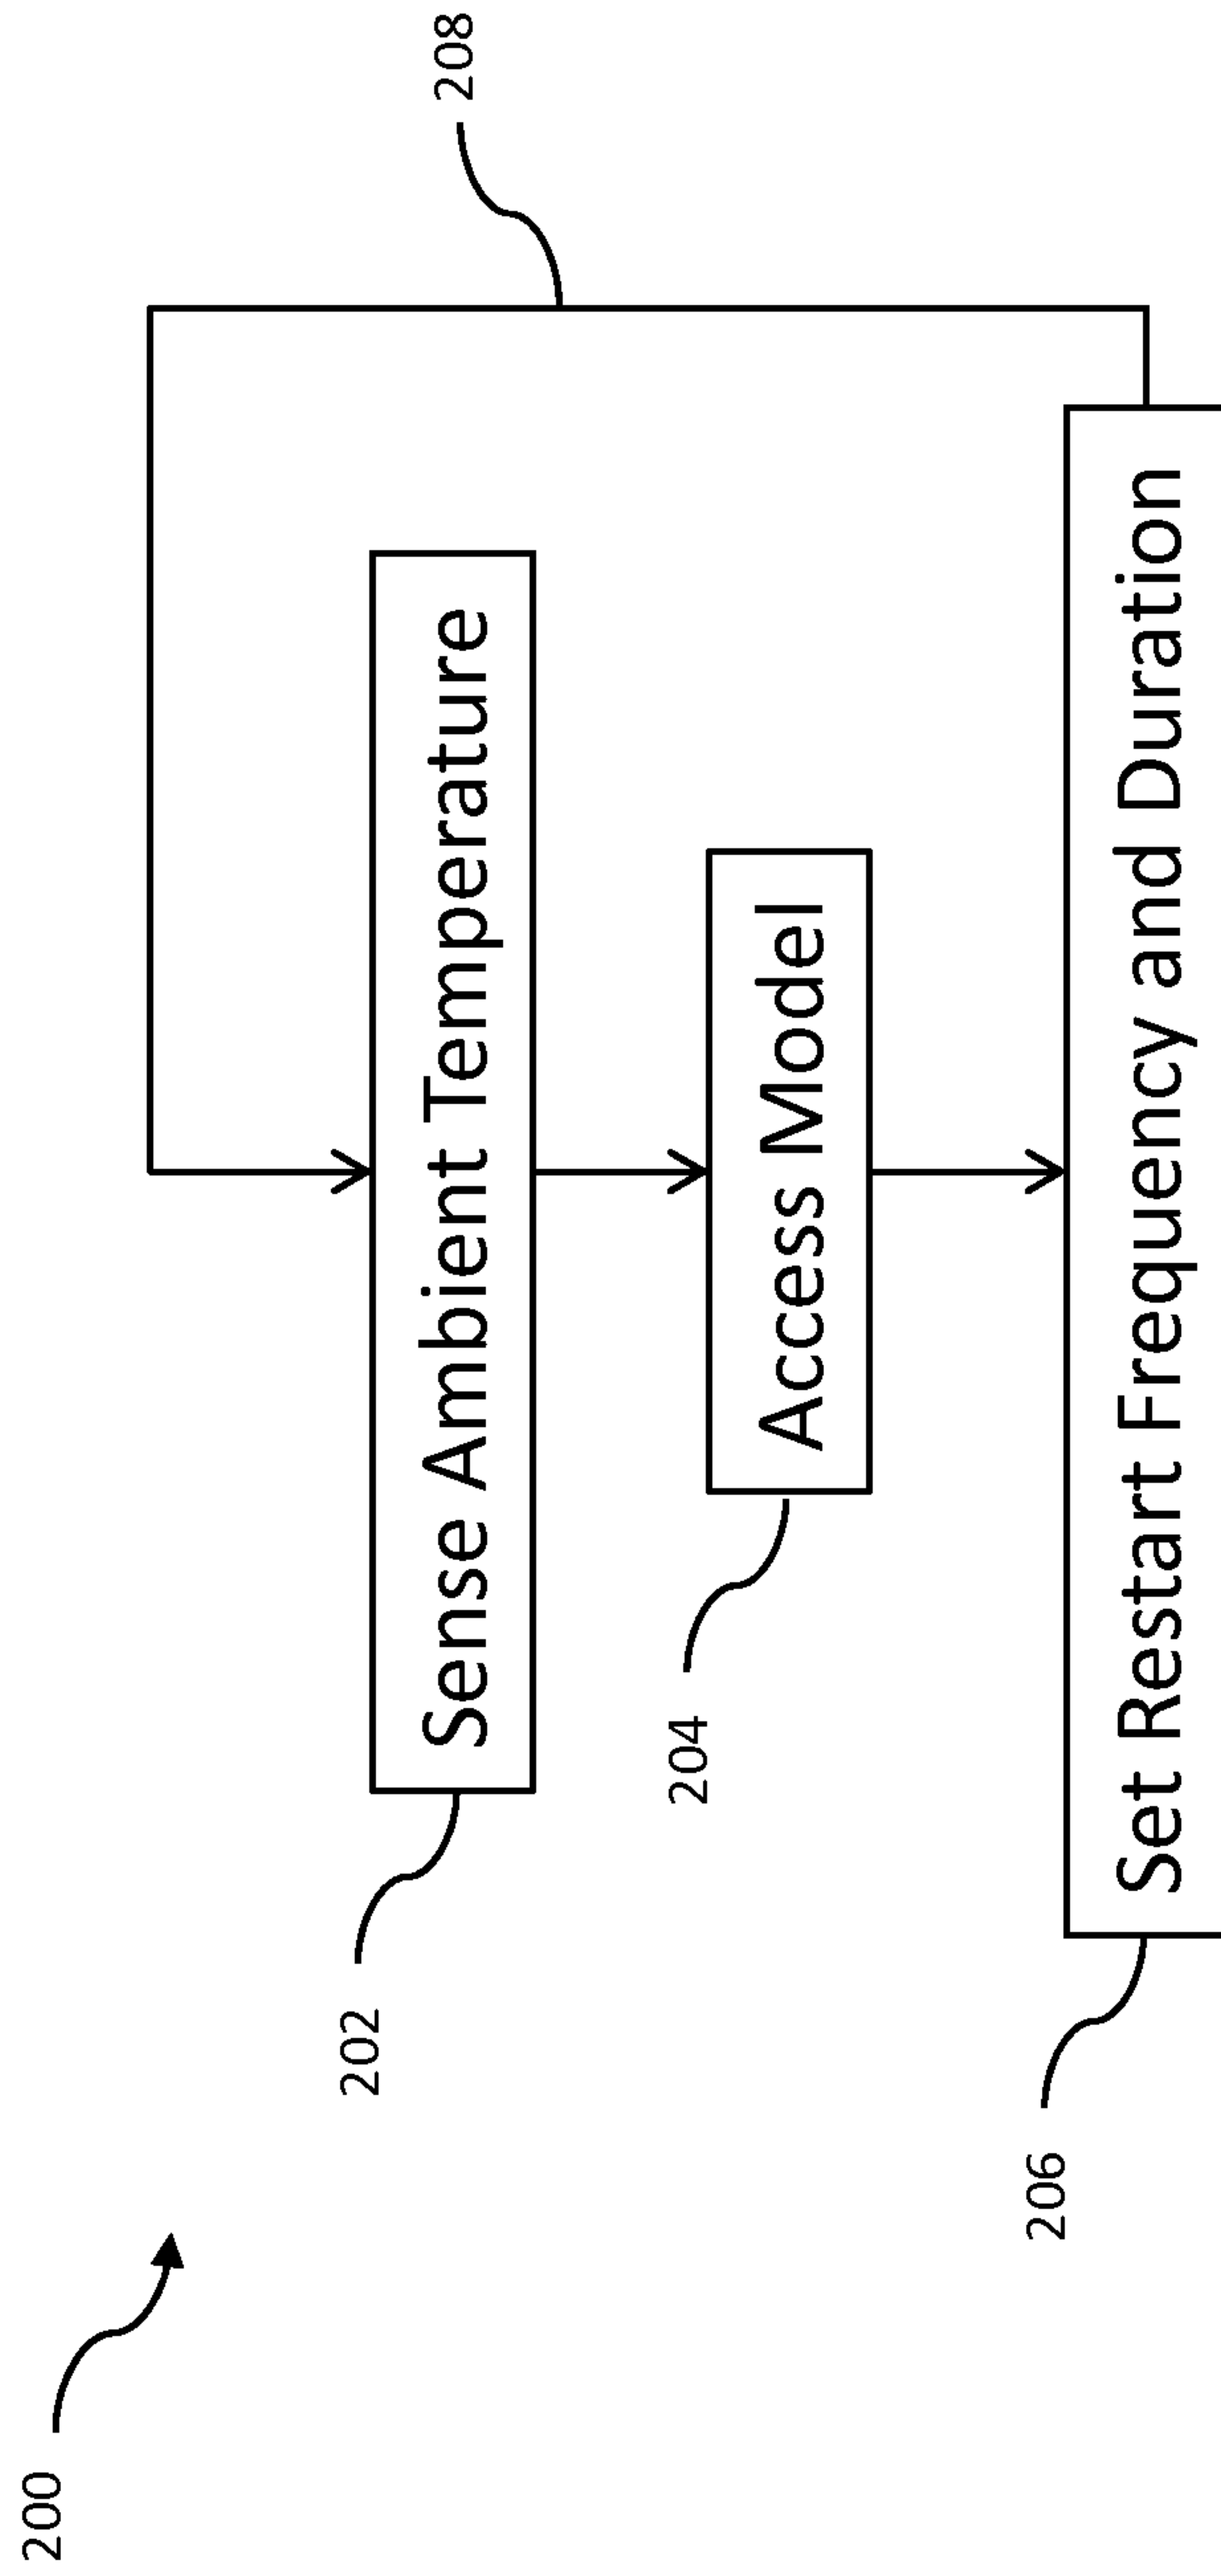 200
208
202
Sense Ambient Temperature
204
Access Model
206
Set Restart Frequency and Duration